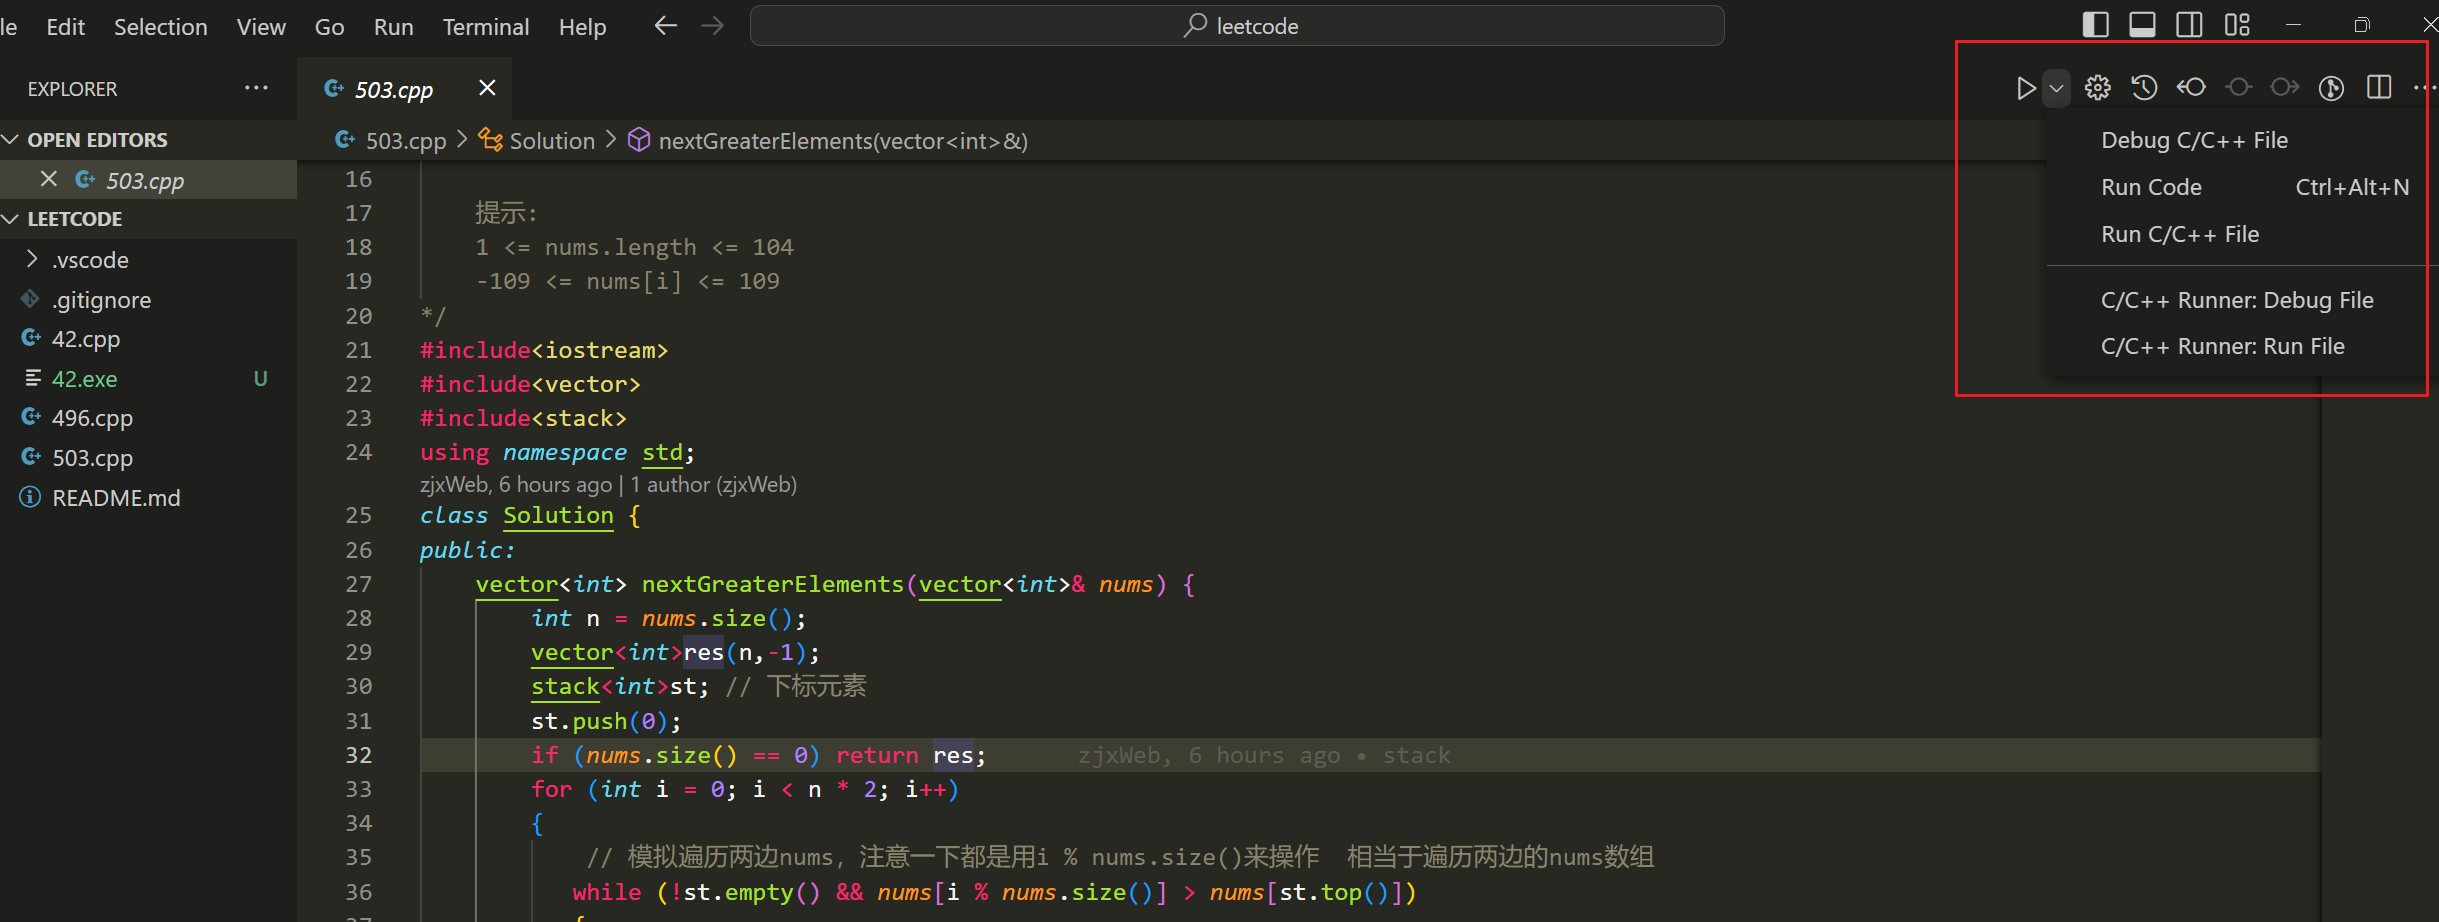 le Edit Selection View Go Run Terminal Help leetcode
EXPLORER
503.cpp
OPEN EDITORS
503.cpp
LEETCODE
.vscode
.gitignore
42.cpp
42.exe U
496.cpp
503.cpp
README.md
503.cpp > Solution > nextGreaterElements(vector<int>&)
16
17 提示:
18 1 <= nums.length <= 104
19 -109 <= nums[i] <= 109
20 */
21 #include<iostream>
22 #include<vector>
23 #include<stack>
24 using namespace std;
zjxWeb, 6 hours ago | 1 author (zjxWeb)
25 class Solution {
26 public:
27 vector<int> nextGreaterElements(vector<int>& nums) {
28 int n = nums.size();
29 vector<int>res(n,-1);
30 stack<int>st; // 下标元素
31 st.push(0);
32 if (nums.size() == 0) return res; zjxWeb, 6 hours ago • stack
33 for (int i = 0; i < n * 2; i++)
34 {
35 // 模拟遍历两边nums，注意一下都是用i % nums.size()来操作 相当于遍历两边的nums数组
36 while (!st.empty() && nums[i % nums.size()] > nums[st.top()])
37 {
Debug C/C++ File
Run Code Ctrl+Alt+N
Run C/C++ File
C/C++ Runner: Debug File
C/C++ Runner: Run File